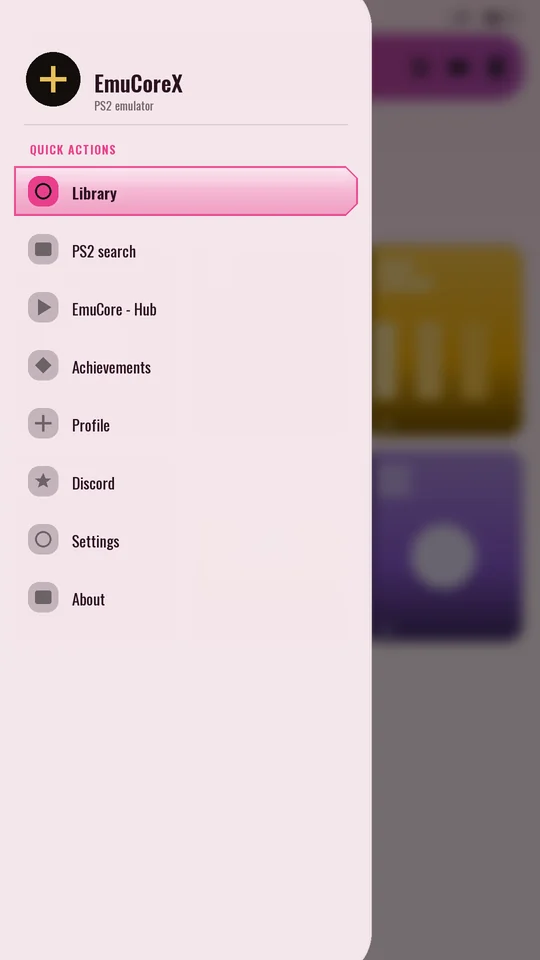 EmuCoreX
PS2 emulator
QUICK ACTIONS
Library
PS2 search
EmuCore - Hub
Achievements
Profile
Discord
Settings
About